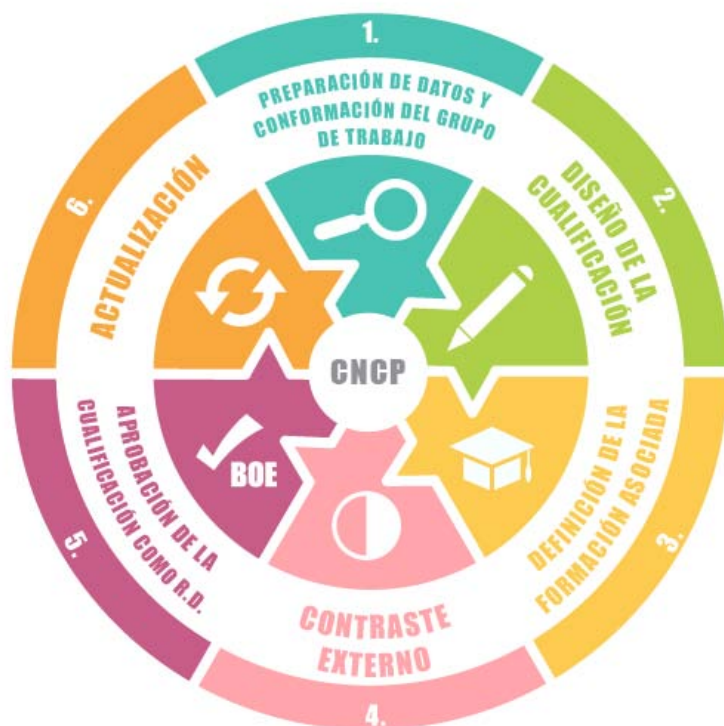 1.
PREPARACIÓN DE DATOS Y
CONFORMACIÓN DEL GRUPO
DE TRABAJO
2.
DISEÑO DE LA
CUALIFICACIÓN
3.
DEFINICIÓN DE LA
FORMACIÓN ASOCIADA
4.
CONTRASTE
EXTERNO
5.
APROBACIÓN DE LA
CUALIFICACIÓN COMO R.D.
BOE
6.
ACTUALIZACIÓN
CNCP